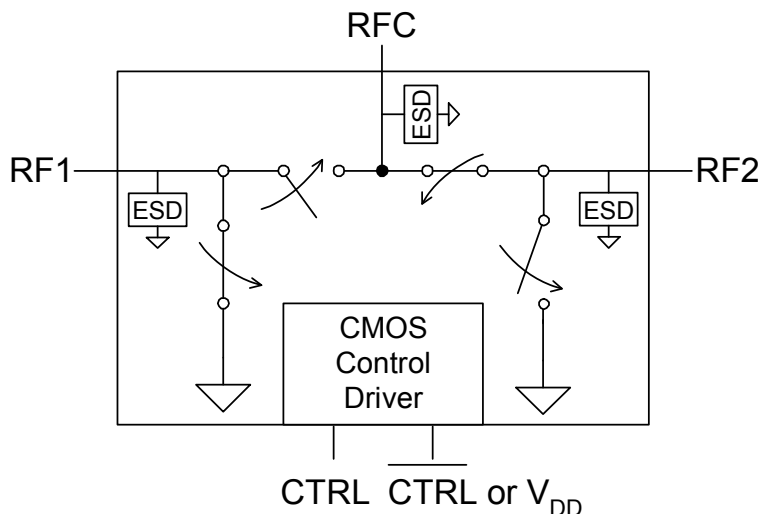 RFC
ESD
RF1
RF2
ESD
ESD
CMOS
Control
Driver
CTRL
CTRL or VDD